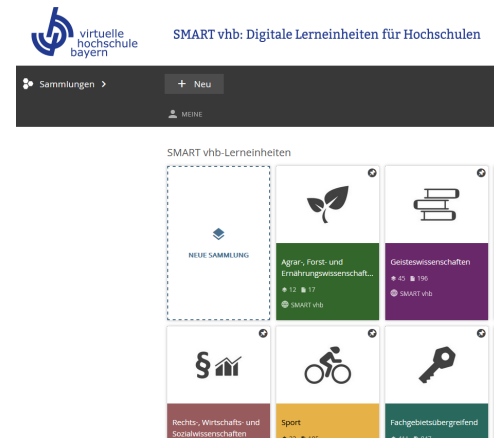 virtuelle
hochschule
bayern
SMART vhb: Digitale Lerneinheiten für Hochschulen
Sammlungen
+ Neu
MEINE
SMART vhb-Lerneinheiten
NEUE SAMMLUNG
Agrar-, Forst- und
Ernährungswissenschaft...
12 17
SMART vhb
Geisteswissenschaften
45 196
SMART vhb
§
Rechts-, Wirtschafts- und
Sozialwissenschaften
Sport
Fachgebietsübergreifend